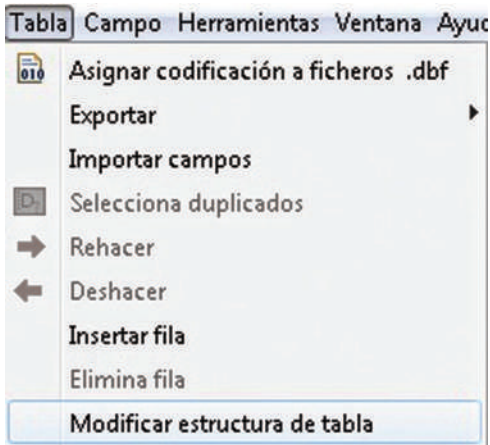 Tabla Campo Herramientas Ventana
Asignar codificación a ficheros .dbf
Exportar
Importar campos
Selecciona duplicados
Rehacer
Deshacer
Insertar fila
Elimina fila
Modificar estructura de tabla